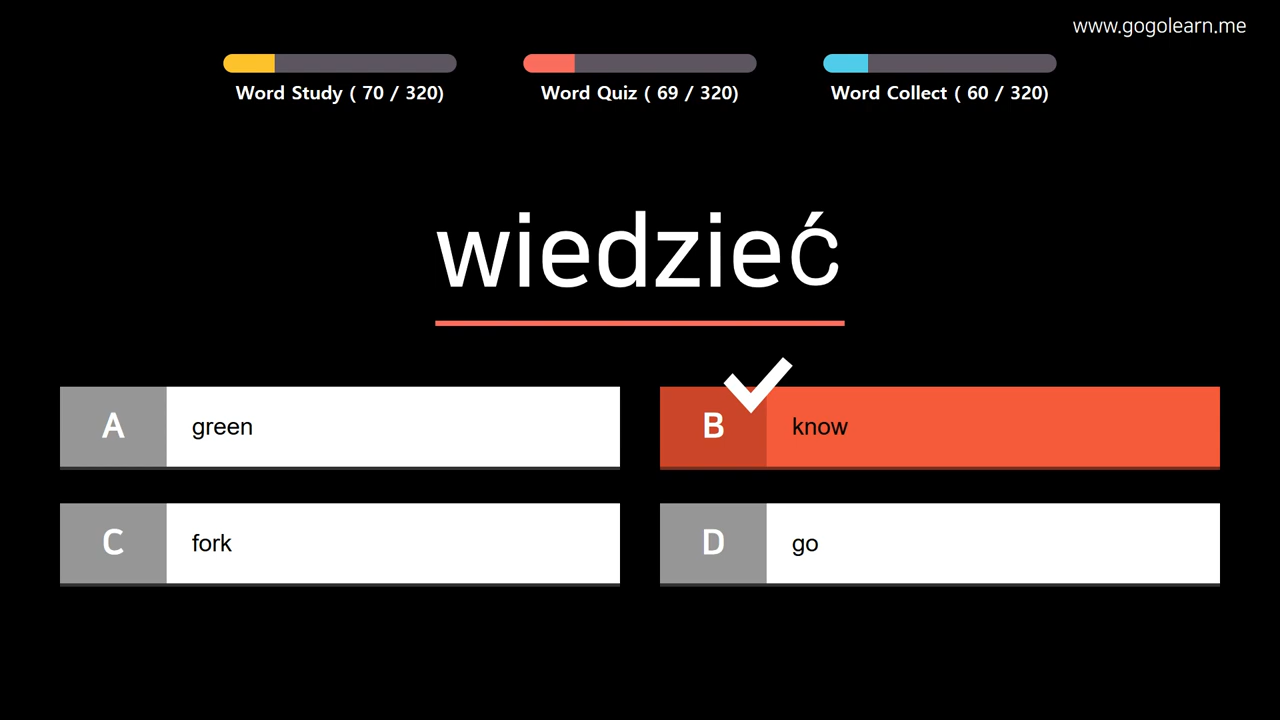 www.gogolearn.me
Word Study ( 70 / 320)
Word Quiz ( 69 / 320)
Word Collect ( 60 / 320)
wiedzieć
A green
B know
C fork
D go